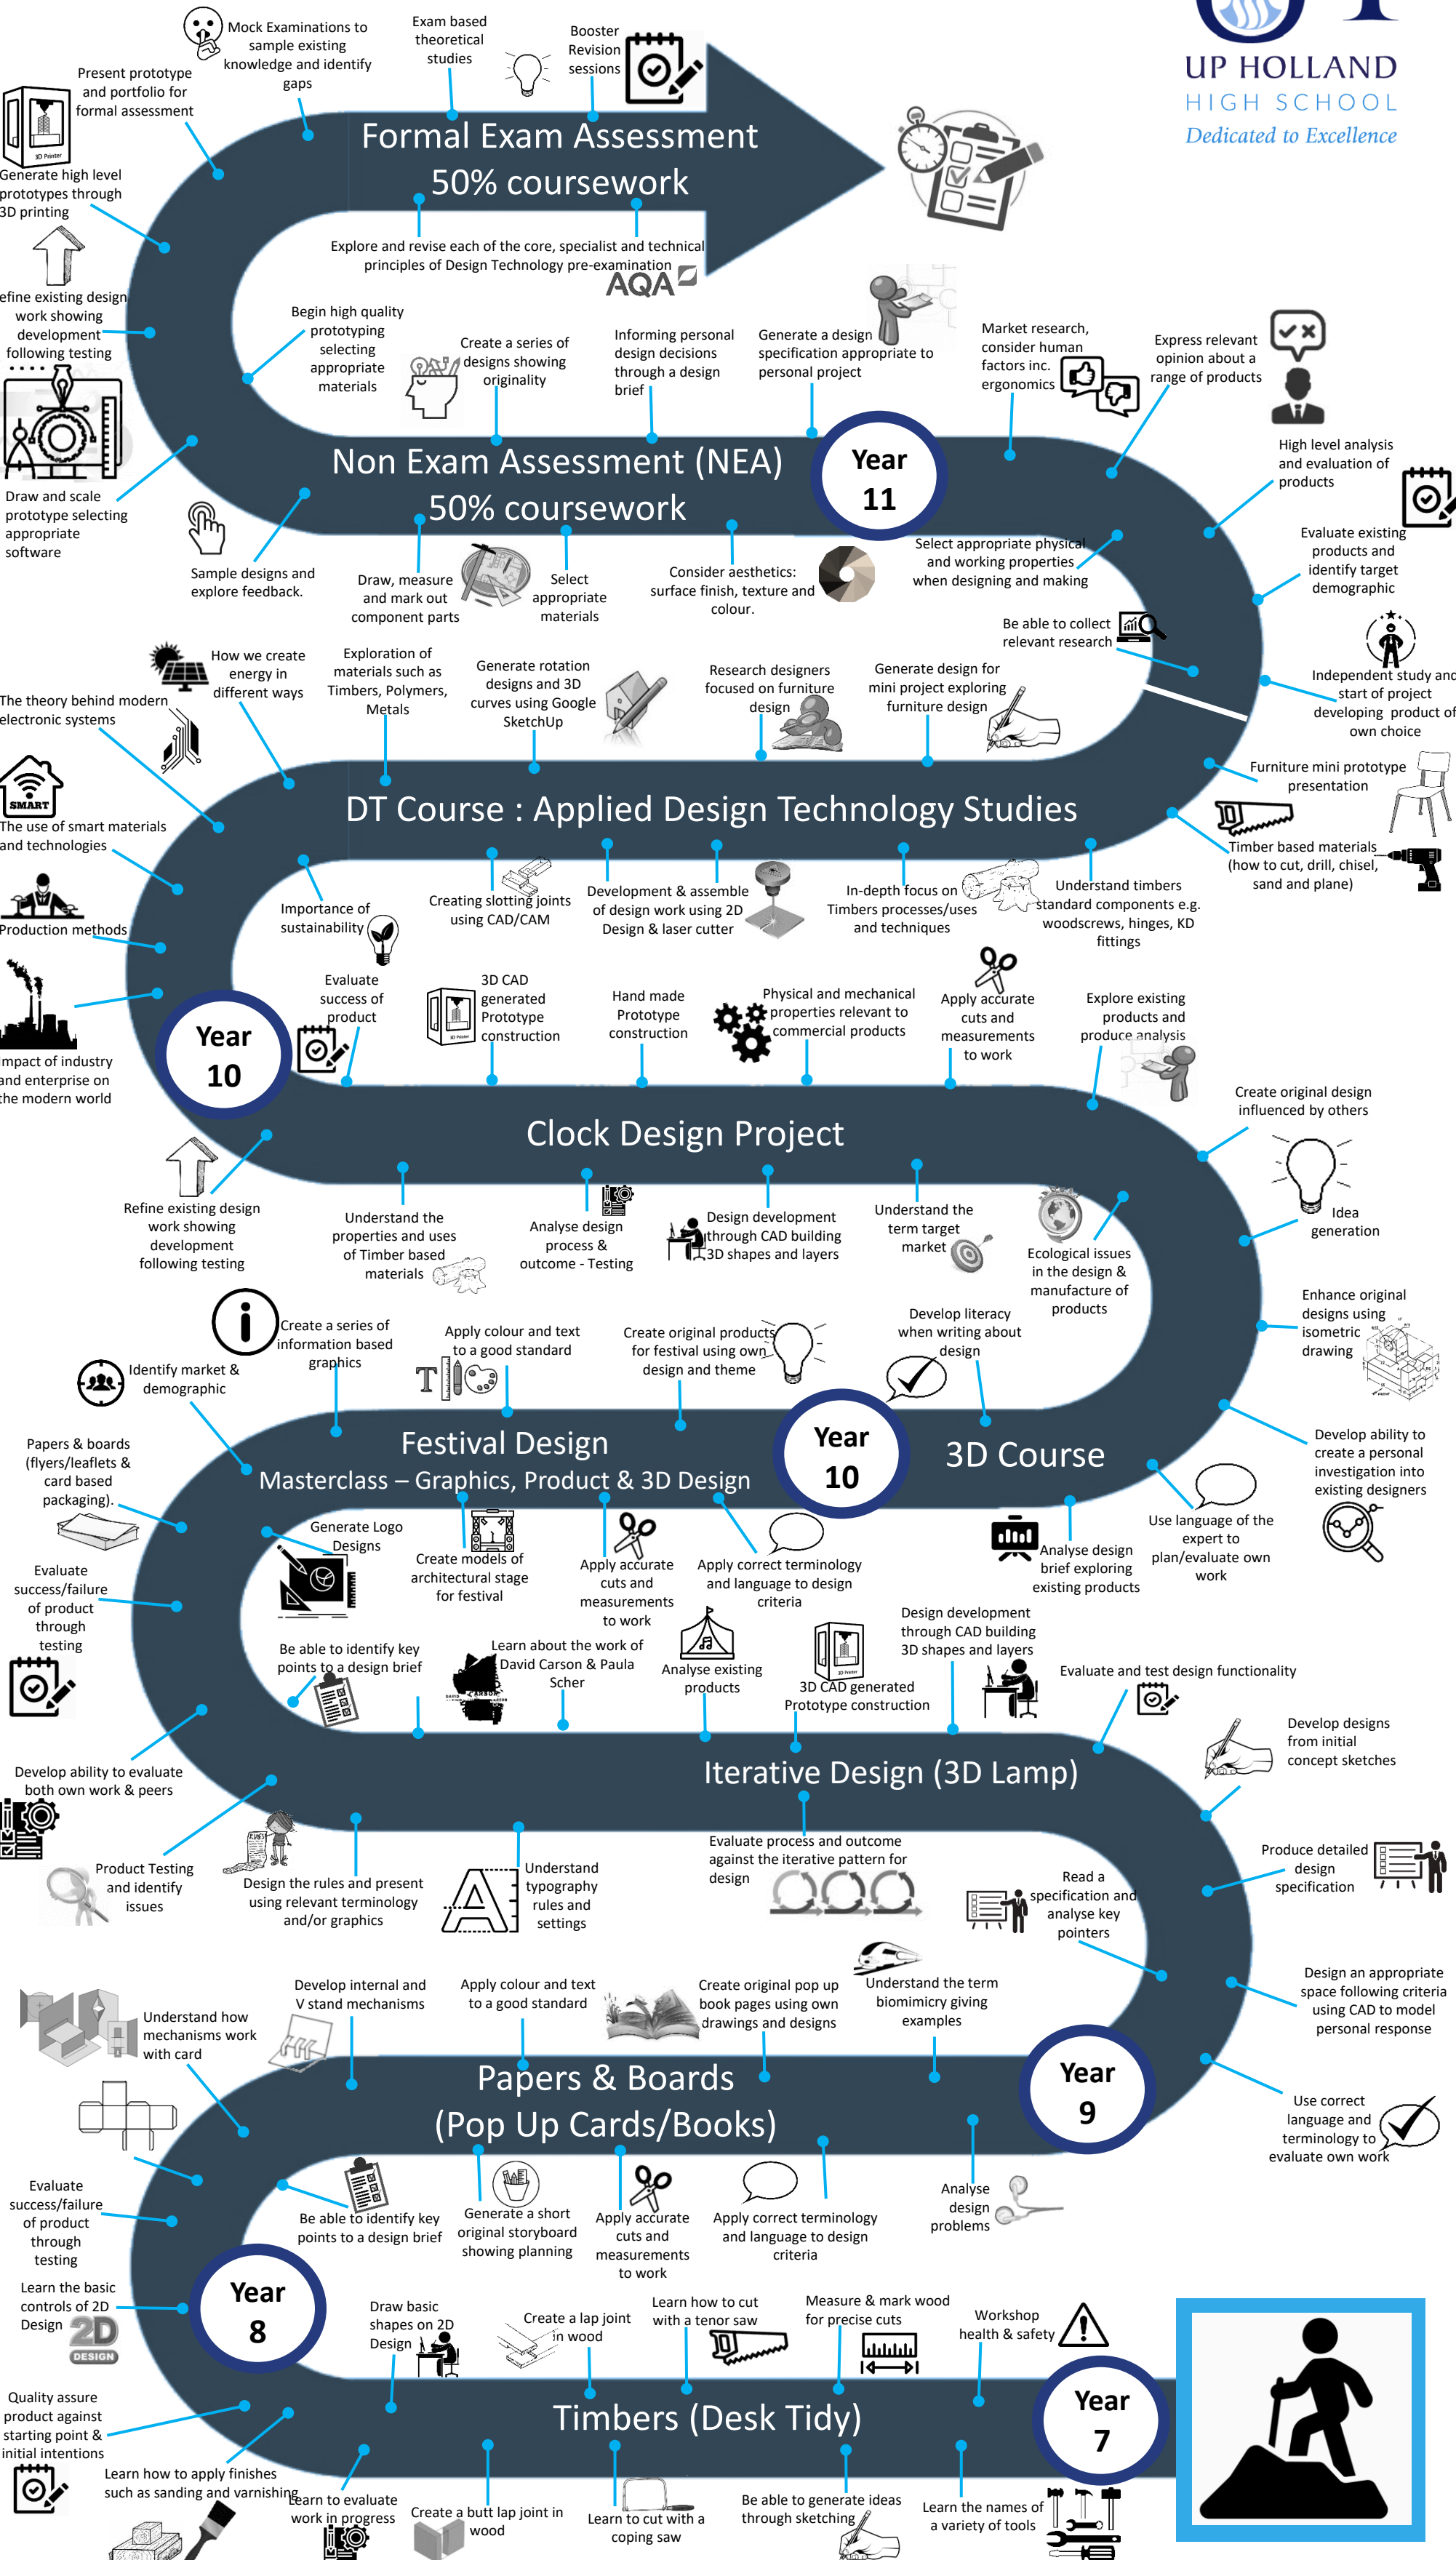 UP HOLLAND
HIGH SCHOOL
Dedicated to Excellence
Mock Examinations to
sample existing
knowledge and identify
gaps
Exam based
theoretical
studies
Booster
Revision
sessions
Present prototype
and portfolio for
formal assessment
3D Printer
Formal Exam Assessment
50% coursework
Generate high level
prototypes through
3D printing
Explore and revise each of the core, specialist and technical
principles of Design Technology pre-examination
AQA
efine existing design
work showing
development
following testing
Begin high quality
prototyping
selecting
appropriate
materials
Create a series of
designs showing
originality
Informing personal
design decisions
through a design
brief
Generate a design
specification appropriate to
personal project
Market research,
consider human
factors inc.
ergonomics
Express relevant
opinion about a
range of products
High level analysis
and evaluation of
products
Non Exam Assessment (NEA)
50% coursework
Year
11
Draw and scale
prototype selecting
appropriate
software
Sample designs and
explore feedback.
Draw, measure
and mark out
component parts
Select
appropriate
materials
Consider aesthetics:
surface finish, texture and
colour.
Select appropriate physical
and working properties
when designing and making
Evaluate existing
products and
identify target
demographic
Be able to collect
relevant research
Independent study and
start of project
developing product of
own choice
The theory behind modern
electronic systems
How we create
energy in
different ways
Exploration of
materials such as
Timbers, Polymers,
Metals
Generate rotation
designs and 3D
curves using Google
SketchUp
Research designers
focused on furniture
design
Generate design for
mini project exploring
furniture design
Furniture mini prototype
presentation
SMART
DT Course : Applied Design Technology Studies
The use of smart materials
and technologies
Timber based materials
(how to cut, drill, chisel,
sand and plane)
Importance of
sustainability
Creating slotting joints
using CAD/CAM
Development & assemble
of design work using 2D
Design & laser cutter
In-depth focus on
Timbers processes/uses
and techniques
Understand timbers
standard components e.g.
woodscrews, hinges, KD
fittings
Production methods
Impact of industry
and enterprise on
the modern world
Year
10
Evaluate
success of
product
3D Printer
3D CAD
generated
Prototype
construction
Hand made
Prototype
construction
Physical and mechanical
properties relevant to
commercial products
Apply accurate
cuts and
measurements
to work
Explore existing
products and
produce analysis
Create original design
influenced by others
Clock Design Project
Refine existing design
work showing
development
following testing
Understand the
properties and uses
of Timber based
materials
Analyse design
process &
outcome - Testing
Design development
through CAD building
3D shapes and layers
Understand the
term target
market
Ecological issues
in the design &
manufacture of
products
Idea
generation
Enhance original
designs using
isometric
drawing
Create a series of
information based
graphics
Identify market &
demographic
Apply colour and text
to a good standard
Create original products
for festival using own
design and theme
Develop literacy
when writing about
design
Develop ability to
create a personal
investigation into
existing designers
Papers & boards
(flyers/leaflets &
card based
packaging).
Festival Design
Masterclass – Graphics, Product & 3D Design
Year
10
3D Course
Generate Logo
Designs
Create models of
architectural stage
for festival
Apply accurate
cuts and
measurements
to work
Apply correct terminology
and language to design
criteria
Analyse design
brief exploring
existing products
Use language of the
expert to
plan/evaluate own
work
Evaluate
success/failure
of product
through
testing
Be able to identify key
points to a design brief
Learn about the work of
David Carson & Paula
Scher
Analyse existing
products
3D Printer
3D CAD generated
Prototype construction
Design development
through CAD building
3D shapes and layers
Evaluate and test design functionality
Develop designs
from initial
concept sketches
Develop ability to evaluate
both own work & peers
Iterative Design (3D Lamp)
Product Testing
and identify
issues
RULES
Design the rules and present
using relevant terminology
and/or graphics
Understand
typography
rules and
settings
Evaluate process and outcome
against the iterative pattern for
design
Read a
specification and
analyse key
pointers
Produce detailed
design
specification
Design an appropriate
space following criteria
using CAD to model
personal response
Understand how
mechanisms work
with card
Develop internal and
V stand mechanisms
Apply colour and text
to a good standard
Create original pop up
book pages using own
drawings and designs
Understand the term
biomimicry giving
examples
Papers & Boards
(Pop Up Cards/Books)
Year
9
Use correct
language and
terminology to
evaluate own work
Evaluate
success/failure
of product
through
testing
Be able to identify key
points to a design brief
Generate a short
original storyboard
showing planning
Apply accurate
cuts and
measurements
to work
Apply correct terminology
and language to design
criteria
Analyse
design
problems
Learn the basic
controls of 2D
Design
2D
DESIGN
Year
8
Draw basic
shapes on 2D
Design
Create a lap joint
in wood
Learn how to cut
with a tenor saw
Measure & mark wood
for precise cuts
Workshop
health & safety
Timbers (Desk Tidy)
Year
7
Quality assure
product against
starting point &
initial intentions
Learn how to apply finishes
such as sanding and varnishing
Learn to evaluate
work in progress
Create a butt lap joint in
wood
Learn to cut with a
coping saw
Be able to generate ideas
through sketching
Learn the names of
a variety of tools